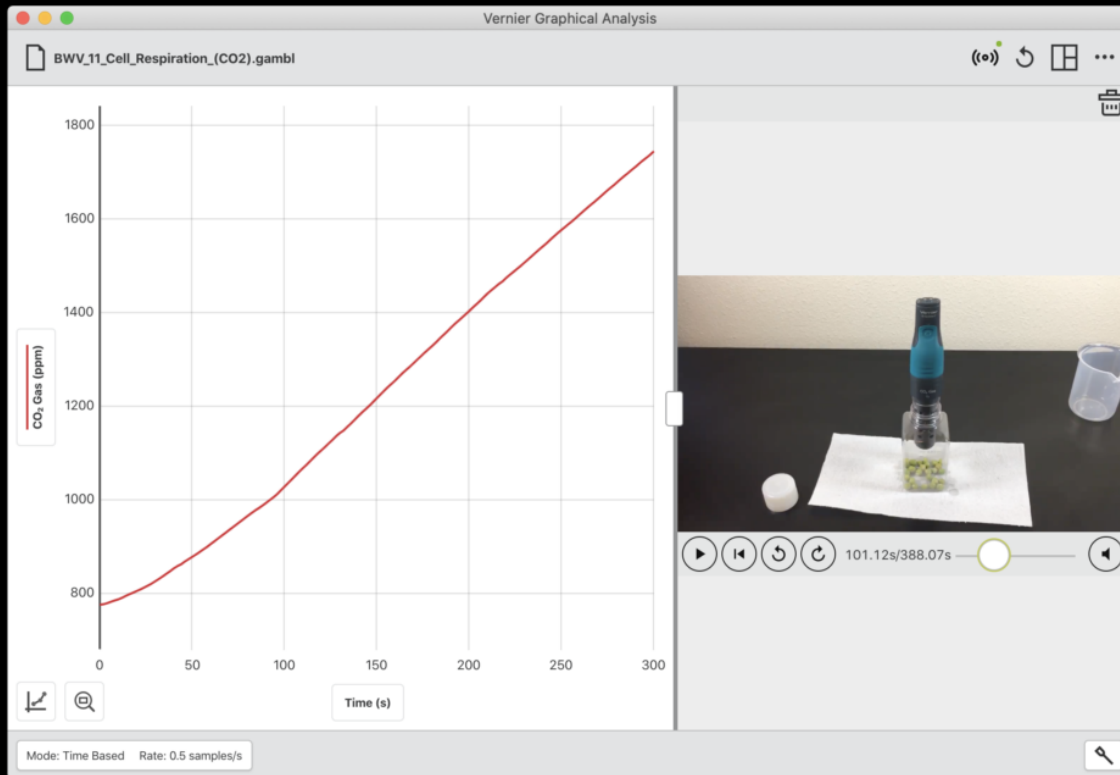 Vernier Graphical Analysis
BWV_11_Cell_Respiration_(CO2).gambl
1800
1600
1400
1200
1000
800
CO₂ Gas (ppm)
0 50 100 150 200 250 300
Time (s)
101.12s/388.07s
Mode: Time Based Rate: 0.5 samples/s